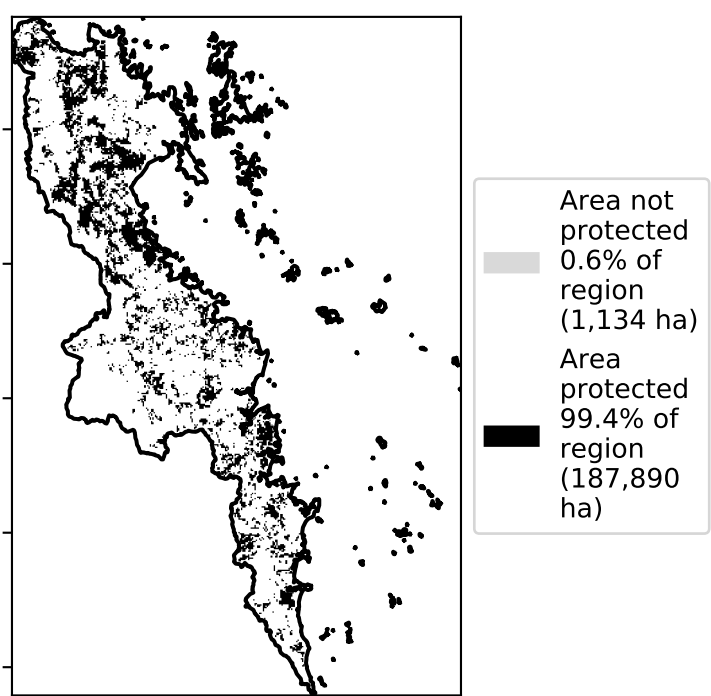 Area not
protected
0.6% of
region
(1,134 ha)
Area
protected
99.4% of
region
(187,890
ha)